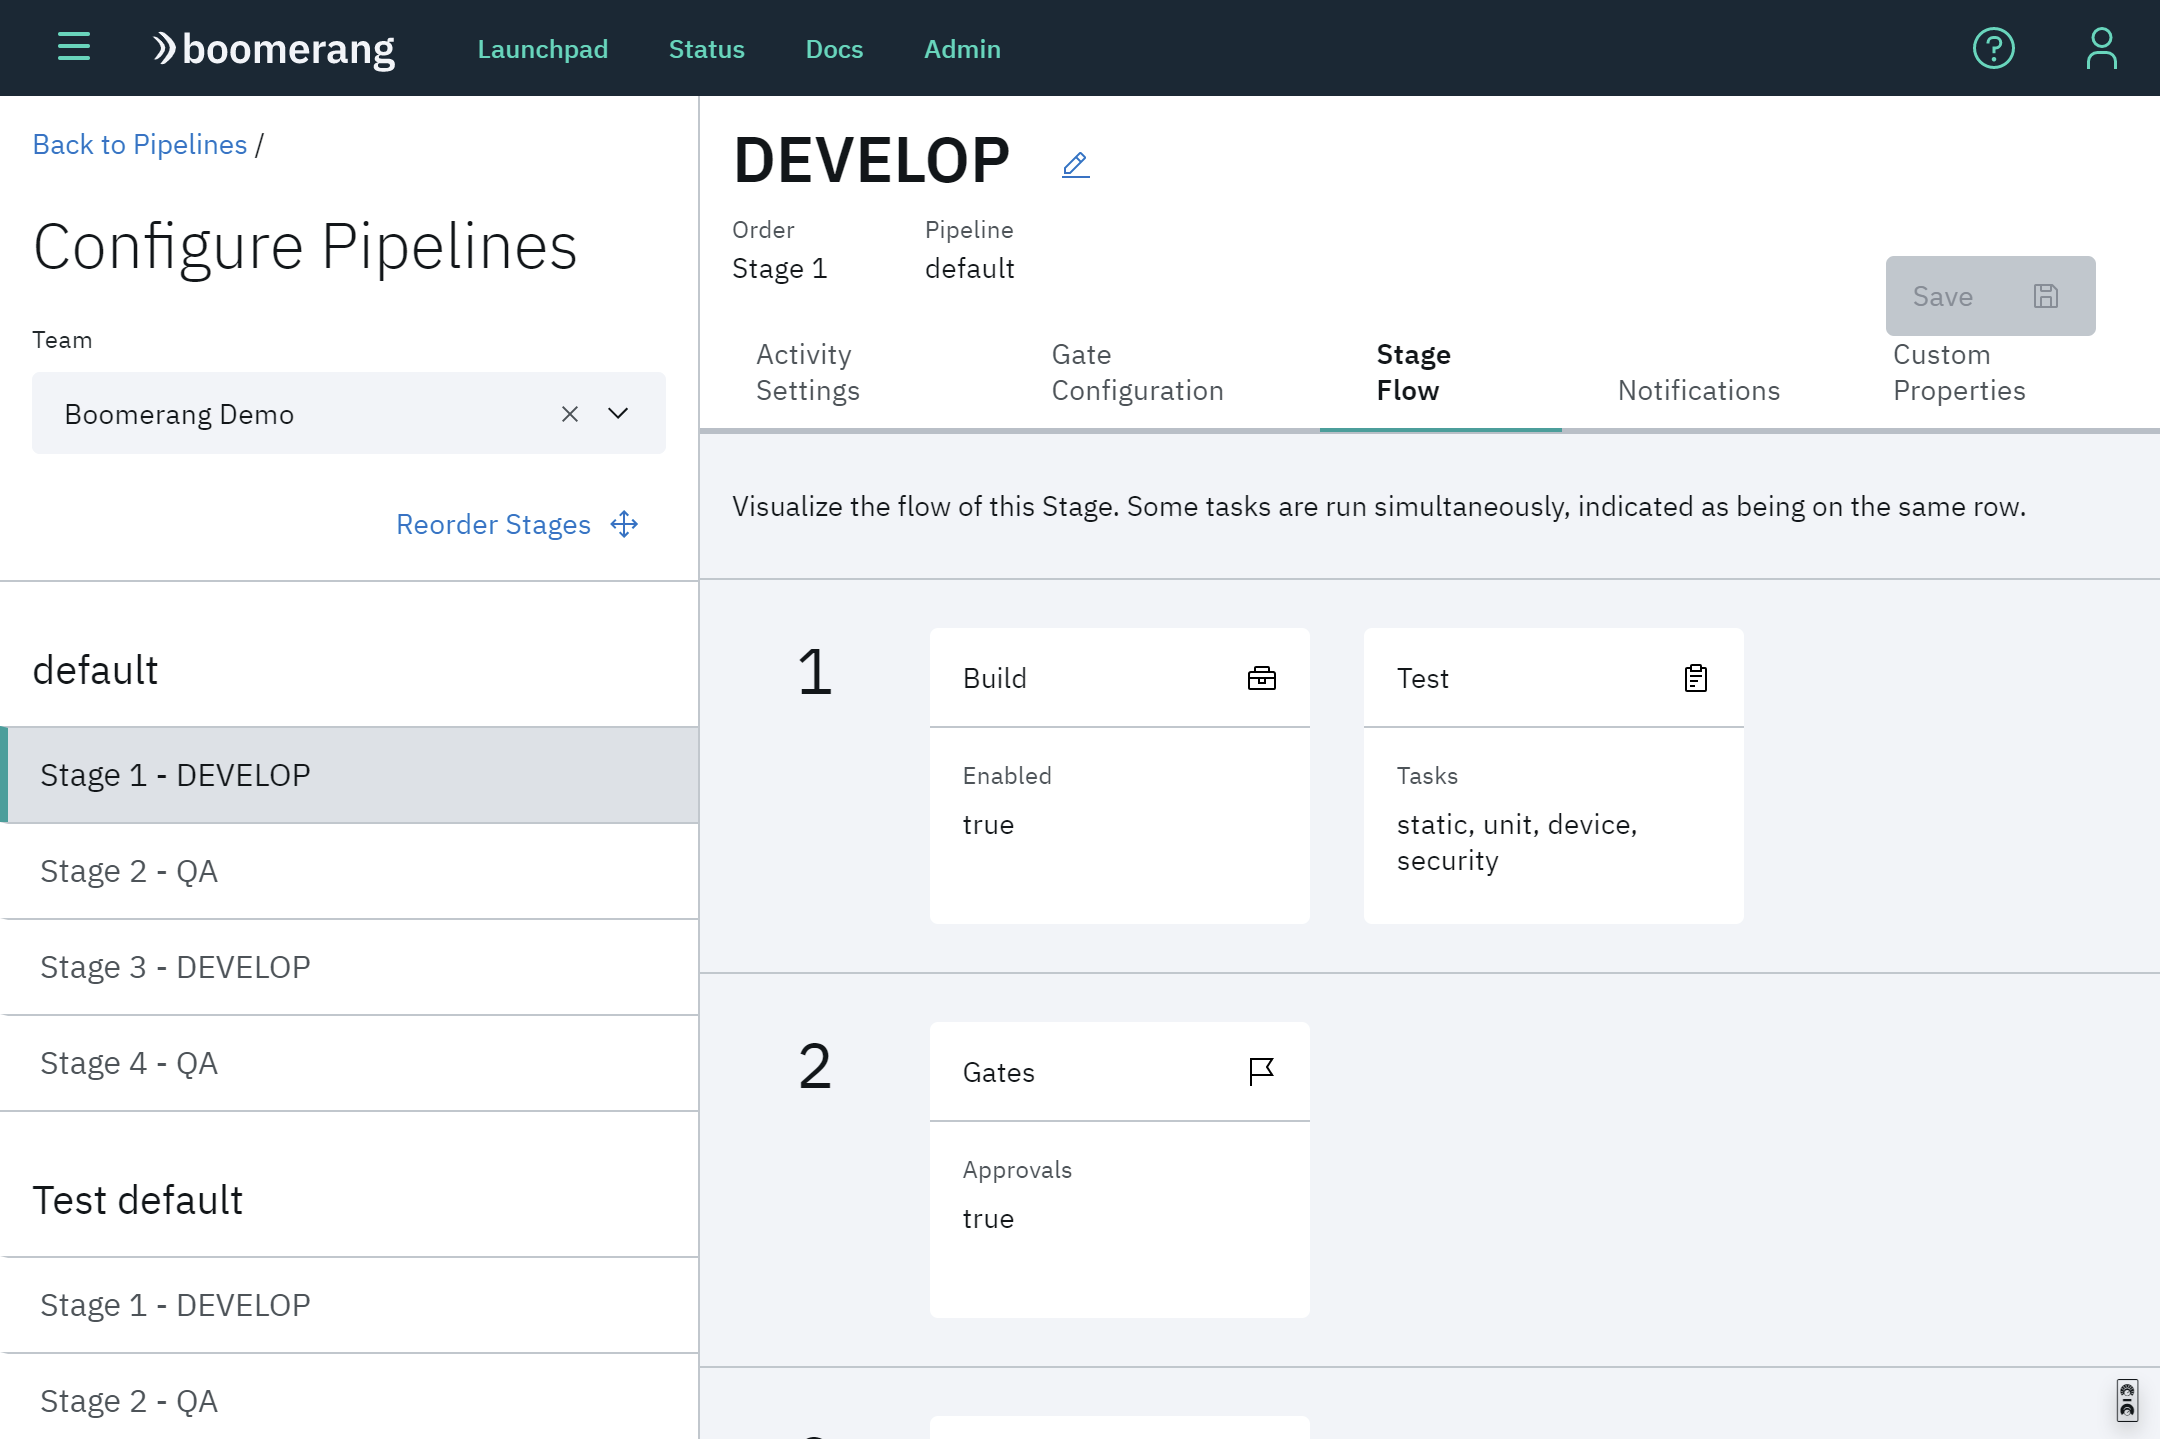 boomerang
Launchpad
Status
Docs
Admin
Back to Pipelines /
Configure Pipelines
Team
Boomerang Demo
Reorder Stages
default
Stage 1 - DEVELOP
Stage 2 - QA
Stage 3 - DEVELOP
Stage 4 - QA
Test default
Stage 1 - DEVELOP
Stage 2 - QA
DEVELOP
Order
Stage 1
Pipeline
default
Save
Activity
Settings
Gate
Configuration
Stage
Flow
Notifications
Custom
Properties
Visualize the flow of this Stage. Some tasks are run simultaneously, indicated as being on the same row.
1
Build
Enabled
true
Test
Tasks
static, unit, device,
security
2
Gates
Approvals
true